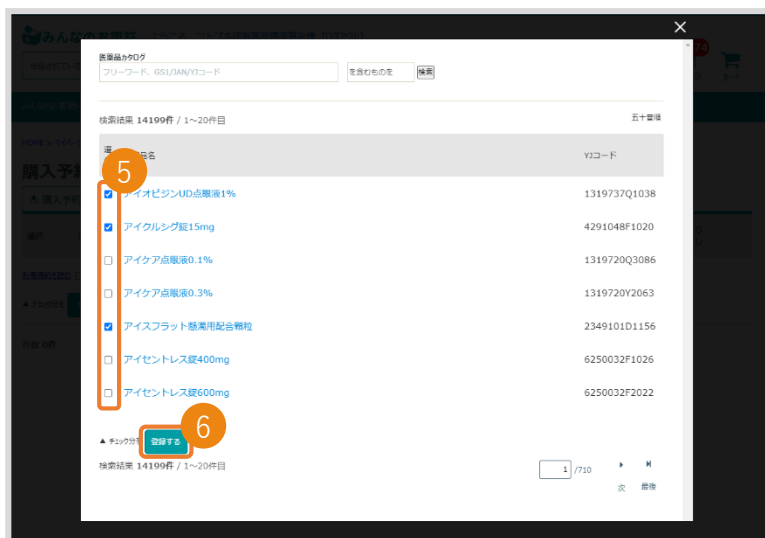 医薬品カタログ
フリーワード、GS1/JAN/YJコード を含むものを 検索
検索結果 14199件 / 1～20件目 五十音順
品名 YJコード
5
アイオピジンUD点眼液1% 1319737Q1038
アイクルシグ錠15mg 4291048F1020
アイケア点眼液0.1% 1319720Q3086
アイケア点眼液0.3% 1319720Y2063
アイスフラット懸濁用配合顆粒 2349101D1156
アイセントレス錠400mg 6250032F1026
アイセントレス錠600mg 6250032F2022
6
▲ チェック分を 登録する
検索結果 14199件 / 1～20件目
1 /710
次 最後
HOME
購入予
件数 0件